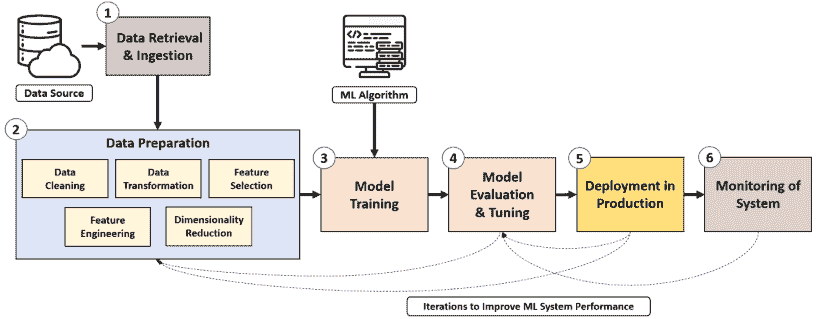 1
Data Retrieval
& Ingestion
Data Source
</>
ML Algorithm
2
Data Preparation
Data
Cleaning
Data
Transformation
Feature
Selection
Feature
Engineering
Dimensionality
Reduction
3
Model
Training
4
Model
Evaluation
& Tuning
5
Deployment in
Production
6
Monitoring of
System
Iterations to Improve ML System Performance